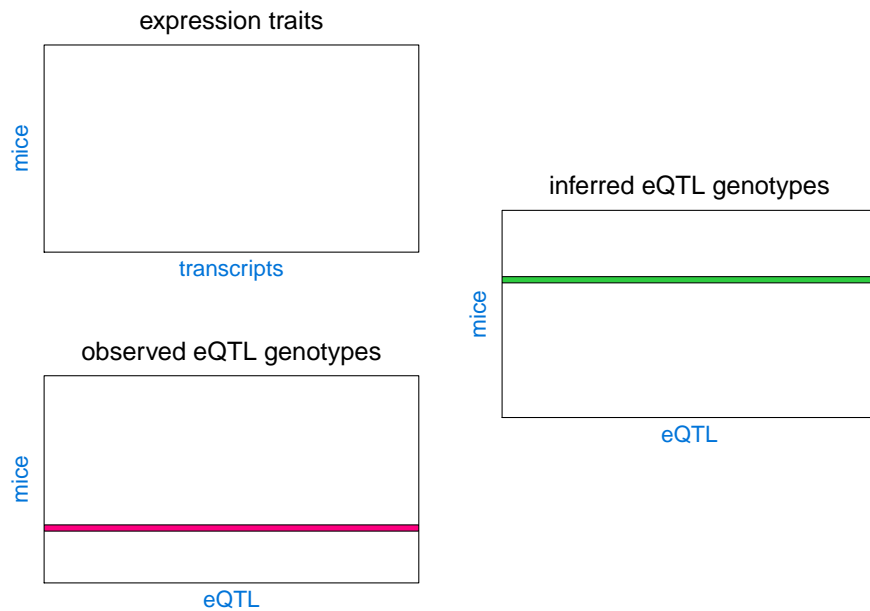 expression traits
mice
transcripts
observed eQTL genotypes
mice
eQTL
inferred eQTL genotypes
mice
eQTL